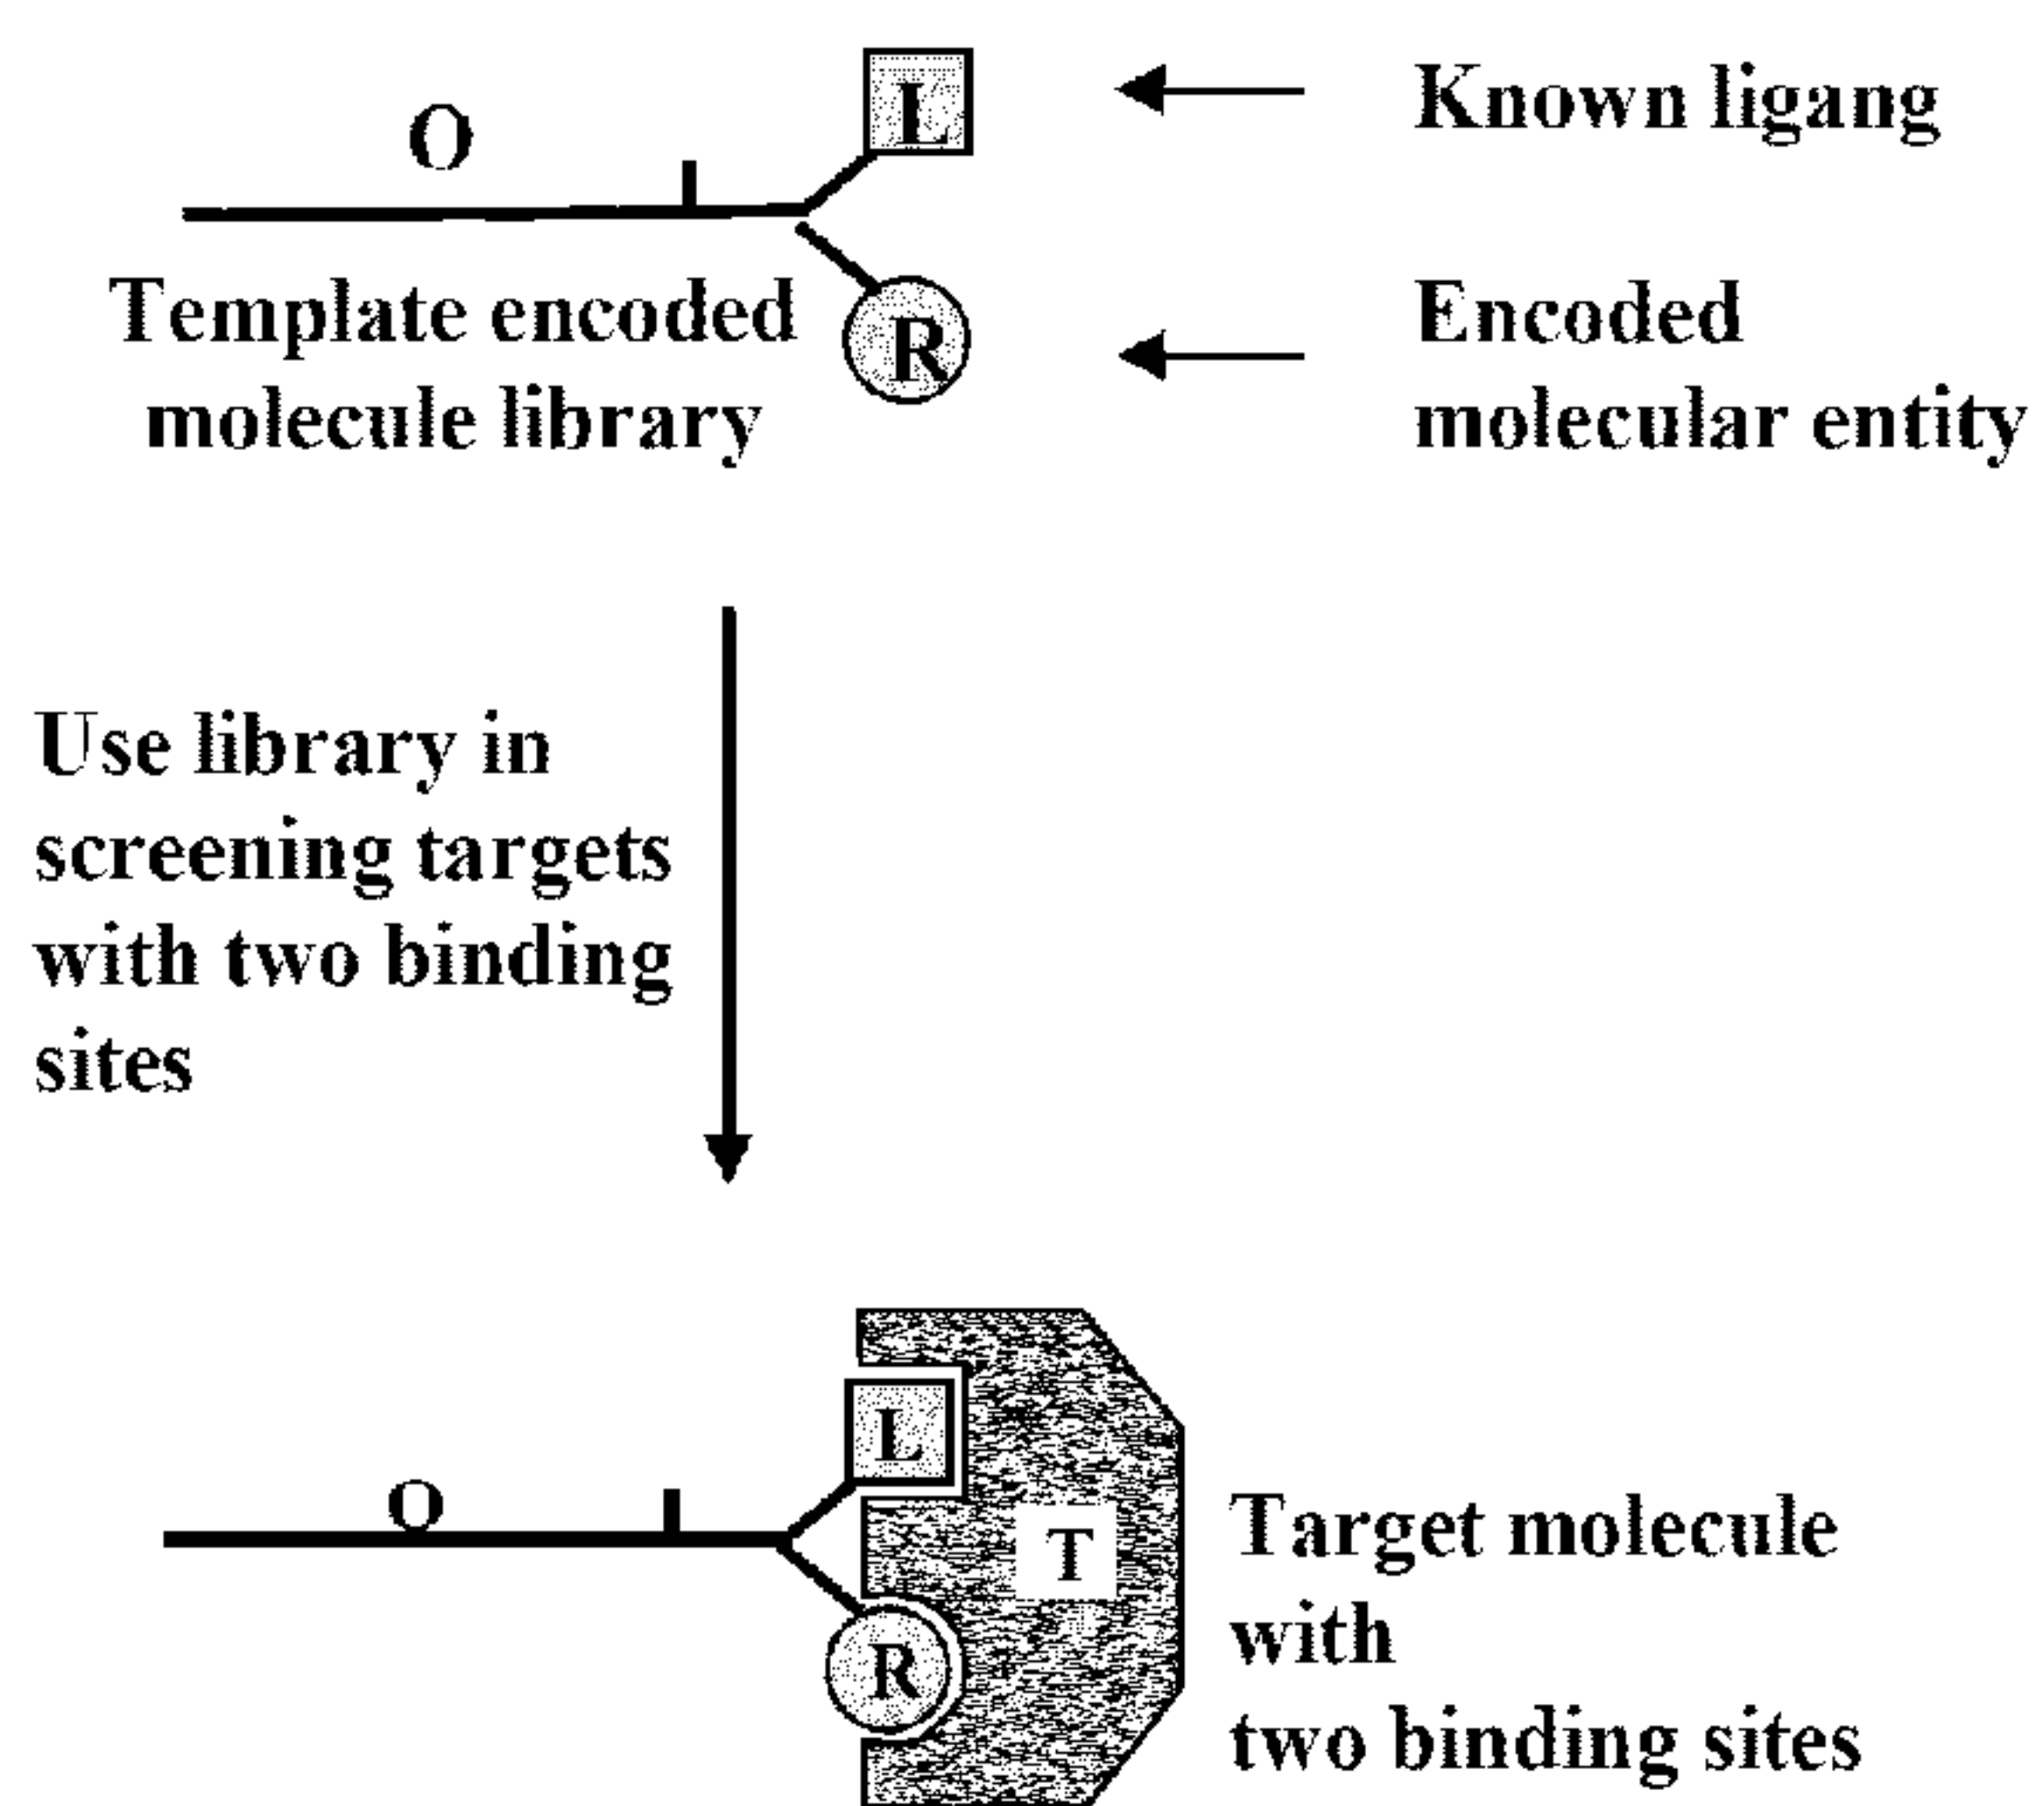 L
Known ligang
O
Template encoded
molecule library
R
Encoded
molecular entity
Use library in
screening targets
with two binding
sites
L
O
T
R
Target molecule
with
two binding sites